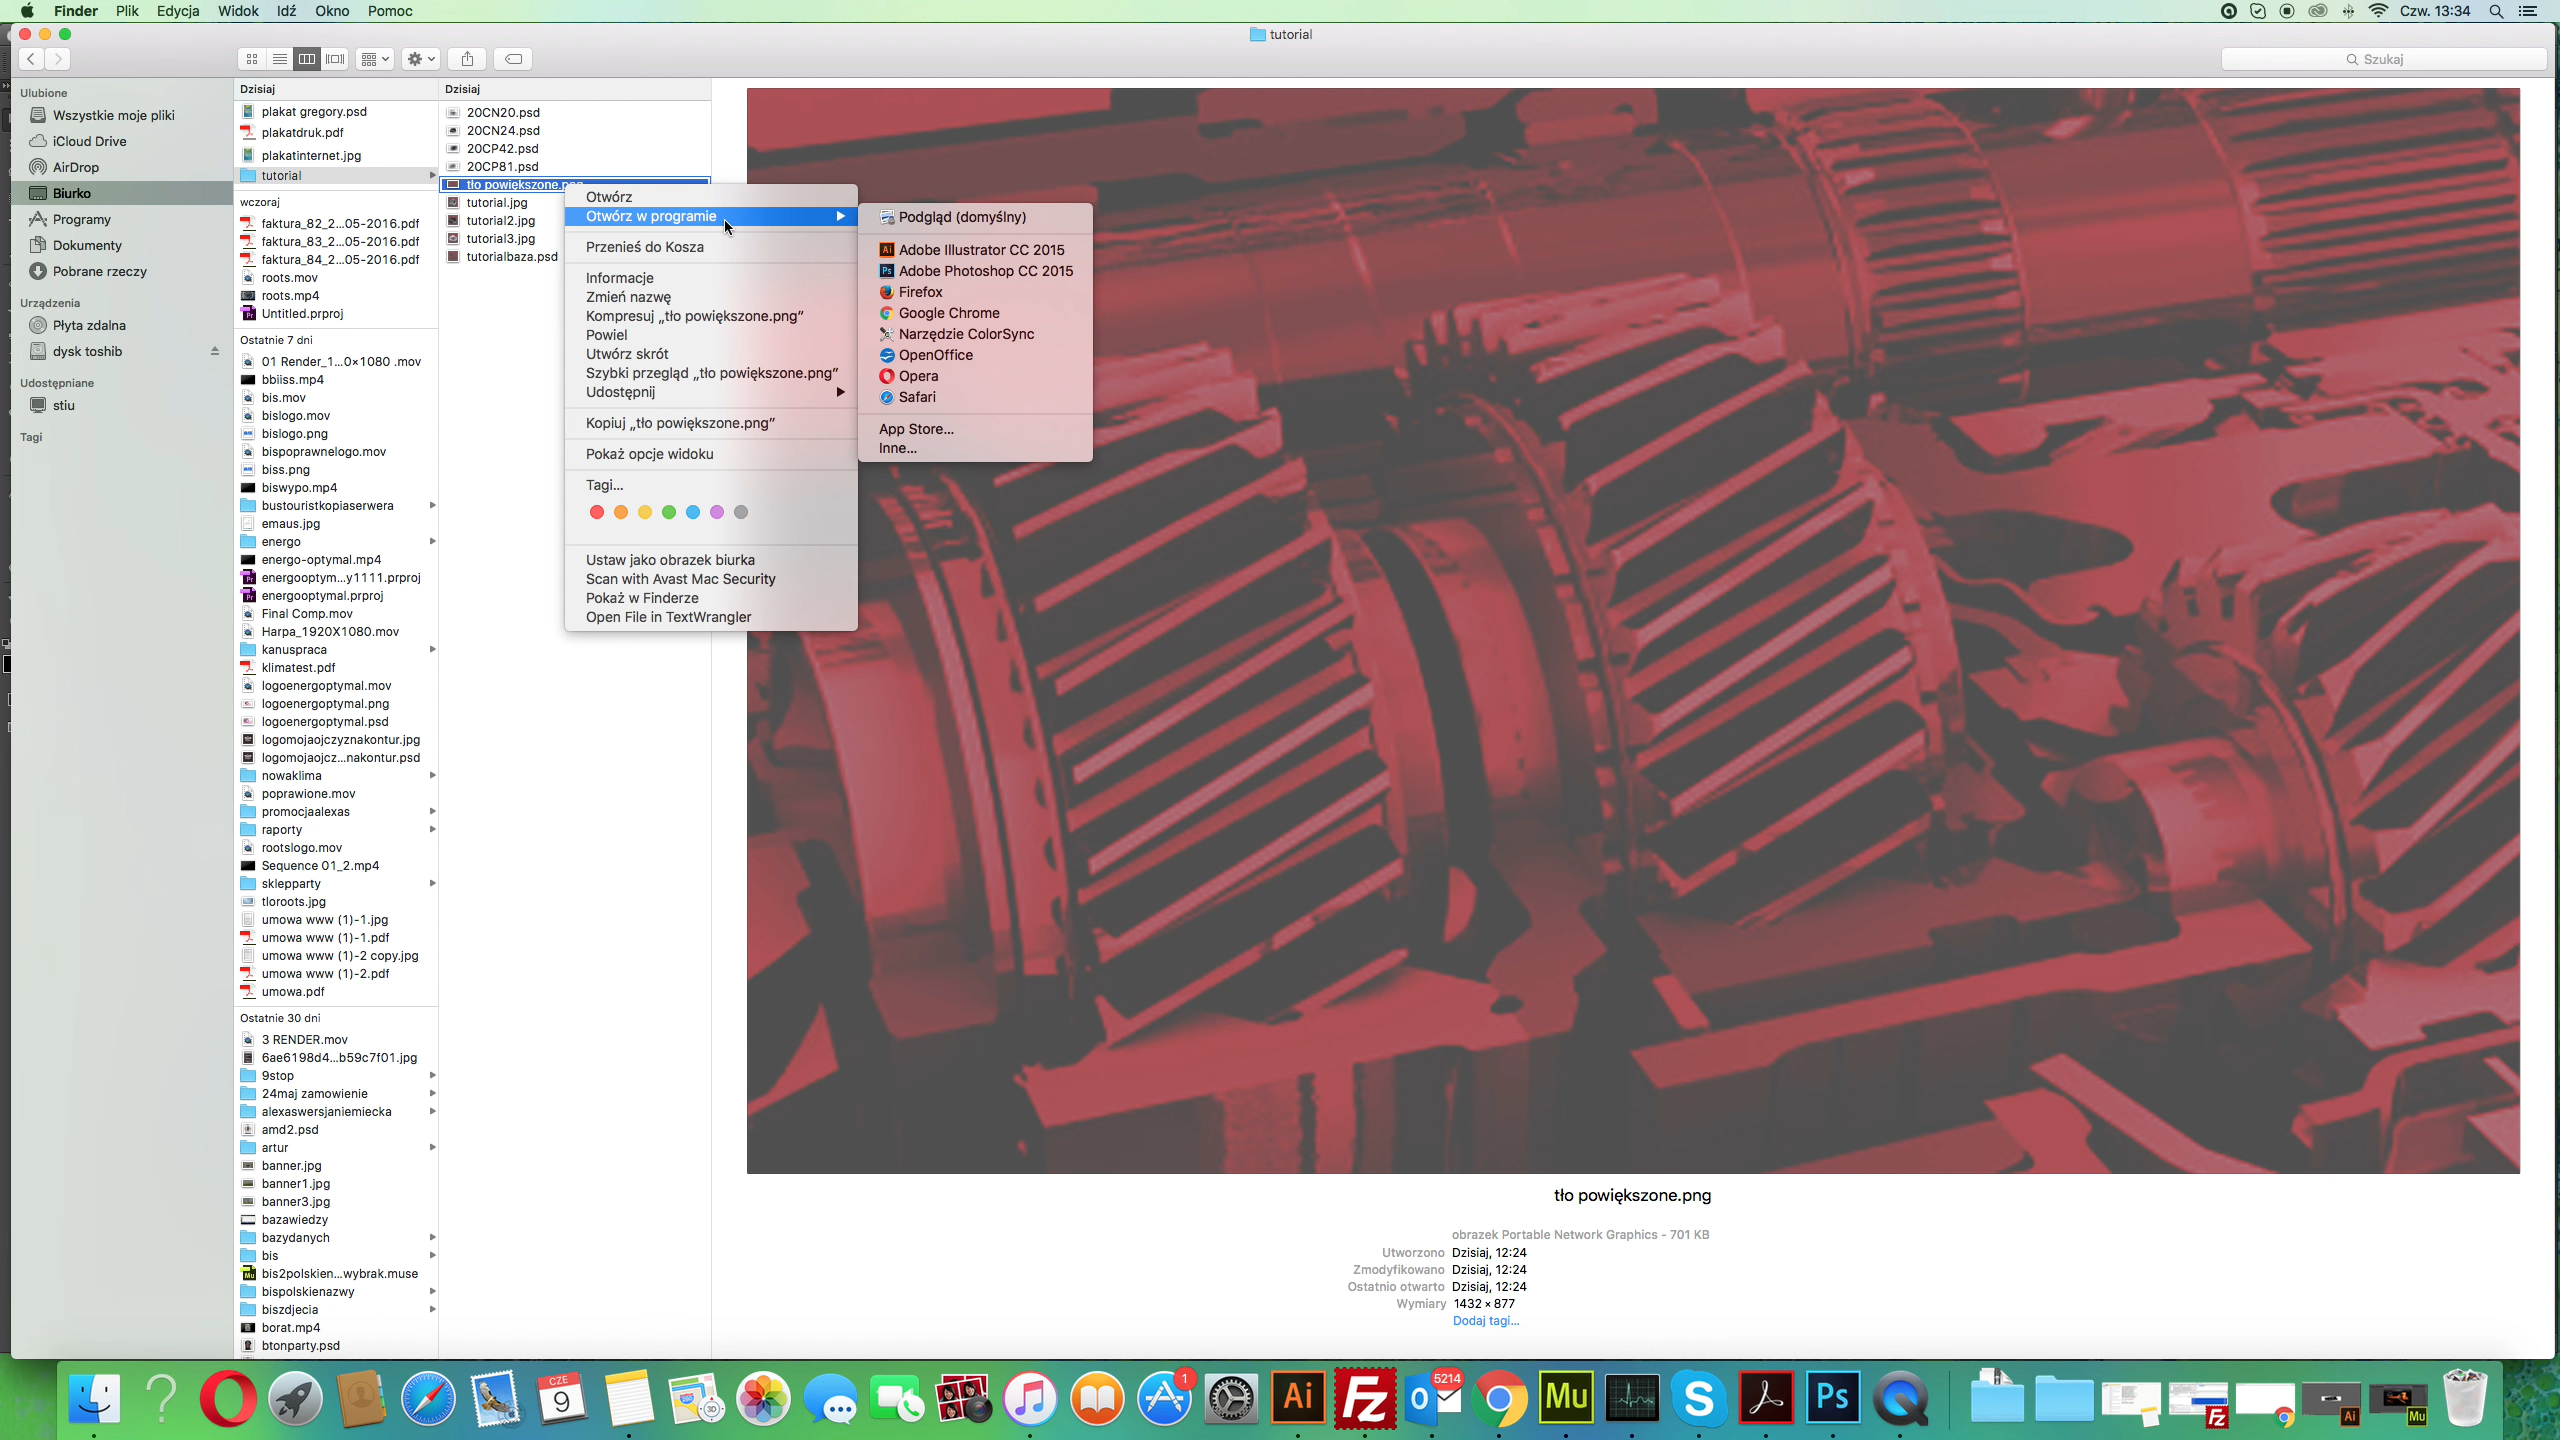 Finder Plik Edycja Widok Idź Okno Pomoc
Czw. 13:34
tutorial
Szukaj
Ulubione
Wszystkie moje pliki
iCloud Drive
AirDrop
Biurko
Programy
Dokumenty
Pobrane rzeczy
Urządzenia
Płyta zdalna
dysk toshib
Udostępniane
stiu
Tagi
Dzisiaj
plakat gregory.psd
plakatdruk.pdf
plakatinternet.jpg
tutorial
wczoraj
faktura_82_2...05-2016.pdf
faktura_83_2...05-2016.pdf
faktura_84_2...05-2016.pdf
roots.mov
roots.mp4
Untitled.prproj
Ostatnie 7 dni
01 Render_1...0×1080 .mov
bbiiss.mp4
bis.mov
bislogo.mov
bislogo.png
bispoprawnelogo.mov
biss.png
biswypo.mp4
bustouristkopiaserwera
emaus.jpg
energo
energo-optymal.mp4
energooptym...y1111.prproj
energooptymal.prproj
Final Comp.mov
Harpa_1920X1080.mov
kanuspraca
klimatest.pdf
logoenergoptymal.mov
logoenergoptymal.png
logoenergoptymal.psd
logomojaojczyznakontur.jpg
logomojaojcz...nakontur.psd
nowaklima
poprawione.mov
promocjaalexas
raporty
rootslogo.mov
Sequence 01_2.mp4
sklepparty
tloroots.jpg
umowa www (1)-1.jpg
umowa www (1)-1.pdf
umowa www (1)-2 copy.jpg
umowa www (1)-2.pdf
umowa.pdf
Ostatnie 30 dni
3 RENDER.mov
6ae6198d4...b59c7f01.jpg
9stop
24maj zamowienie
alexaswersjaniemiecka
amd2.psd
artur
banner.jpg
banner1.jpg
banner3.jpg
bazawiedzy
bazydanych
bis
bis2polskien...wybrak.muse
bispolskienazwy
biszdjecia
borat.mp4
btonparty.psd
Dzisiaj
20CN20.psd
20CN24.psd
20CP42.psd
20CP81.psd
tło powiększone.png
tutorial.jpg
tutorial2.jpg
tutorial3.jpg
tutorialbaza.psd
Otwórz
Otwórz w programie
Przenieś do Kosza
Informacje
Zmień nazwę
Kompresuj „tło powiększone.png”
Powiel
Utwórz skrót
Szybki przegląd „tło powiększone.png”
Udostępnij
Kopiuj „tło powiększone.png”
Pokaż opcje widoku
Tagi...
Ustaw jako obrazek biurka
Scan with Avast Mac Security
Pokaż w Finderze
Open File in TextWrangler
Podgląd (domyślny)
Adobe Illustrator CC 2015
Adobe Photoshop CC 2015
Firefox
Google Chrome
Narzędzie ColorSync
OpenOffice
Opera
Safari
App Store...
Inne...
tło powiększone.png
obrazek Portable Network Graphics - 701 KB
Utworzono Dzisiaj, 12:24
Zmodyfikowano Dzisiaj, 12:24
Ostatnio otwarto Dzisiaj, 12:24
Wymiary 1432 × 877
Dodaj tagi...
CZE
9
3D
1
Ai
Fz
5214
Mu
Ps